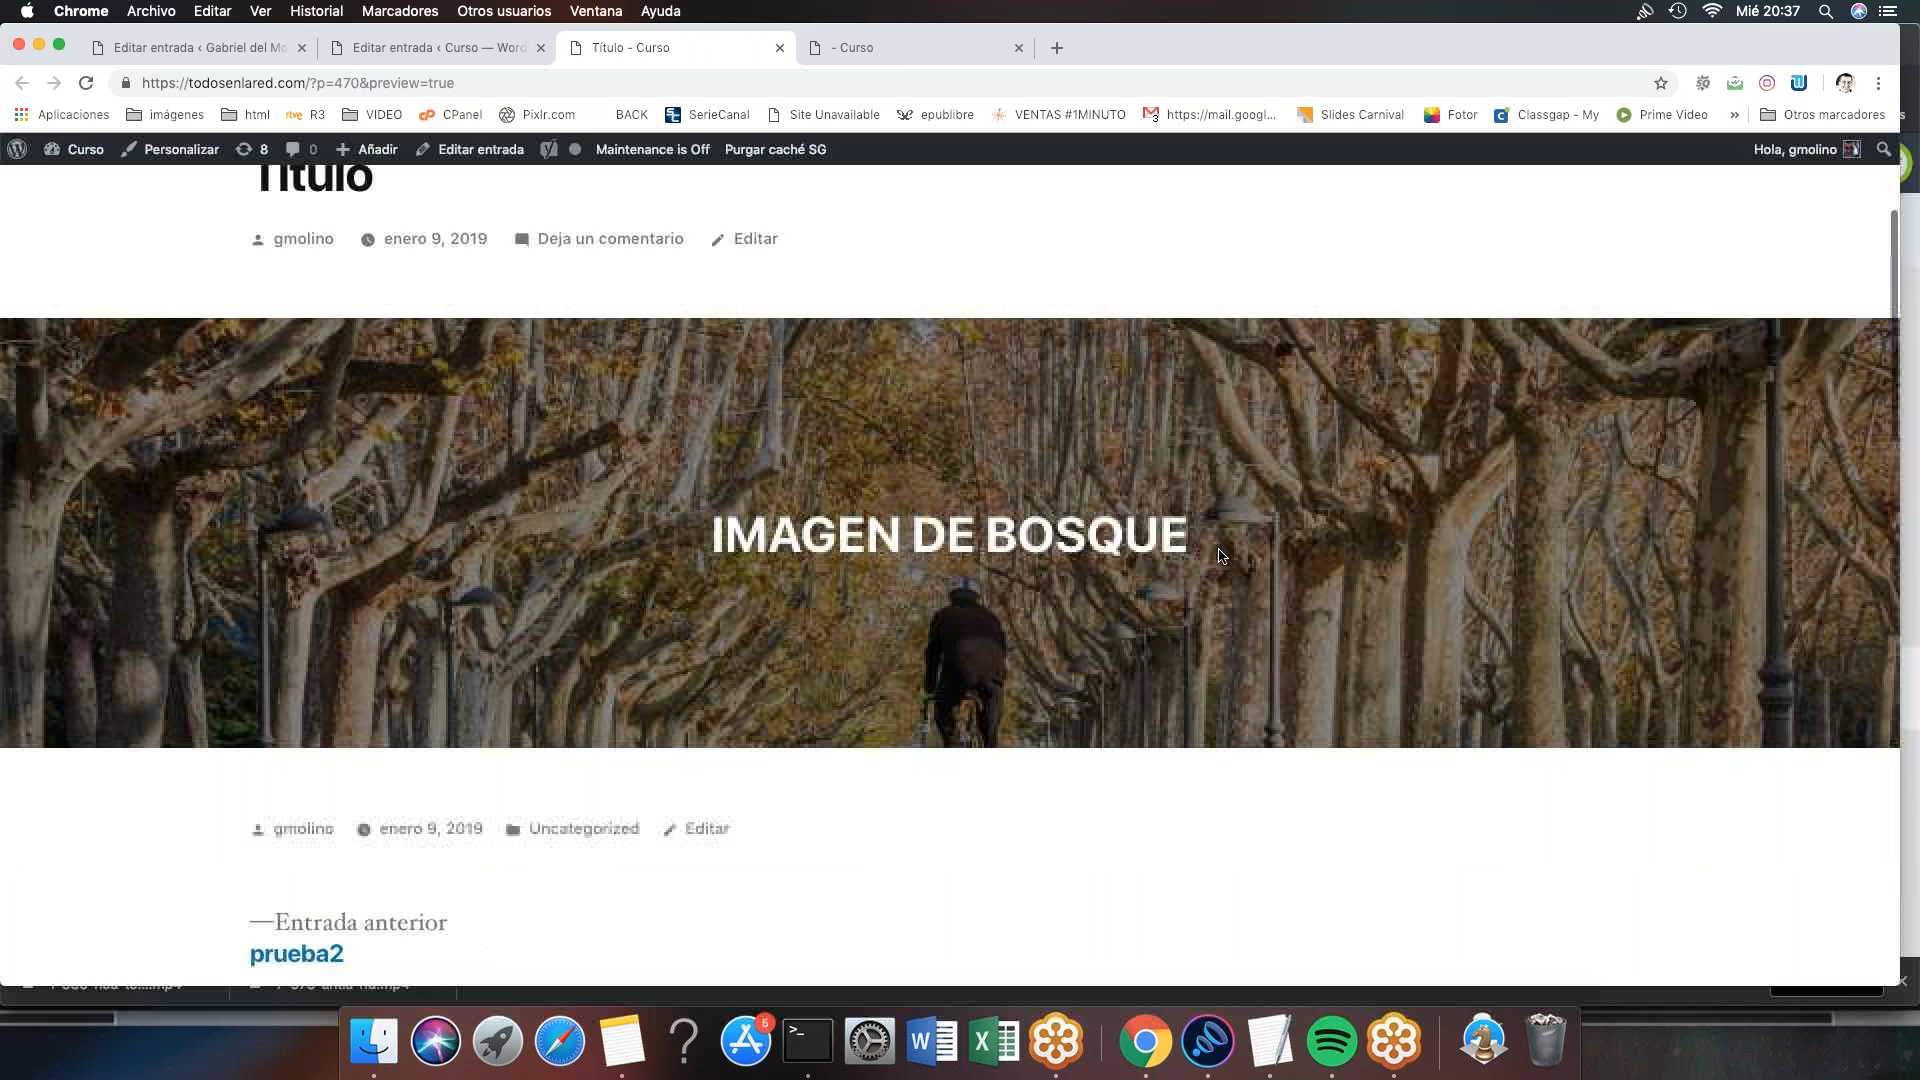 Chrome Archivo Editar Ver Historial Marcadores Otros usuarios Ventana Ayuda Mié 20:37
Editar entrada ‹ Gabriel del Mo Editar entrada ‹ Curso — Word Título - Curso - Curso
https://todosenlared.com/?p=470&preview=true
Aplicaciones imágenes html rtve R3 VIDEO CPanel Pixlr.com BACK SerieCanal Site Unavailable epublibre VENTAS #1MINUTO https://mail.googl... Slides Carnival Fotor Classgap - My Prime Video » Otros marcadores
Curso Personalizar 8 0 Añadir Editar entrada Maintenance is Off Purgar caché SG Hola, gmolino
Título
gmolino enero 9, 2019 Deja un comentario Editar
IMAGEN DE BOSQUE
gmolino enero 9, 2019 Uncategorized Editar
—Entrada anterior
prueba2
5